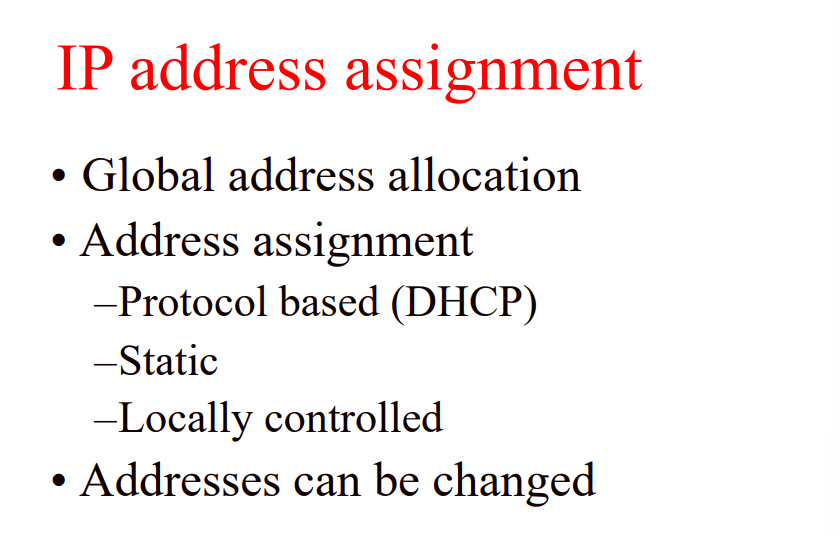 IP address assignment
• Global address allocation
• Address assignment
–Protocol based (DHCP)
–Static
–Locally controlled
• Addresses can be changed